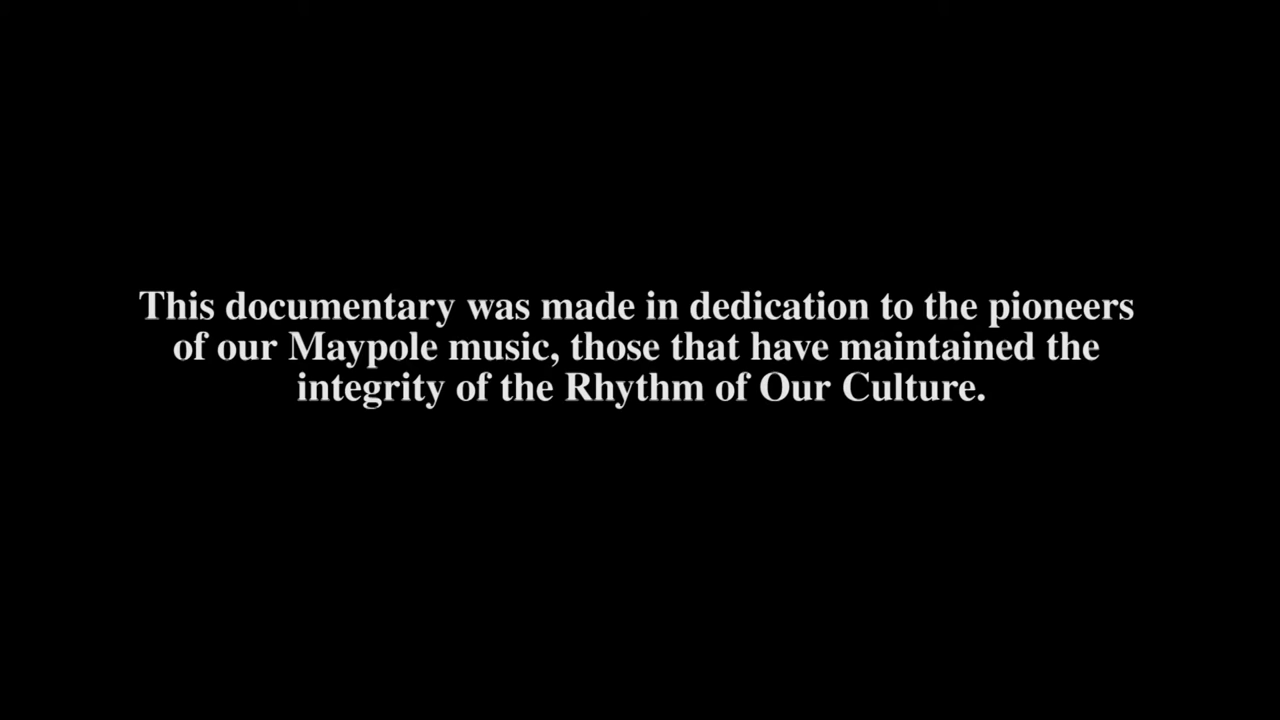 This documentary was made in dedication to the pioneers
of our Maypole music, those that have maintained the
integrity of the Rhythm of Our Culture.